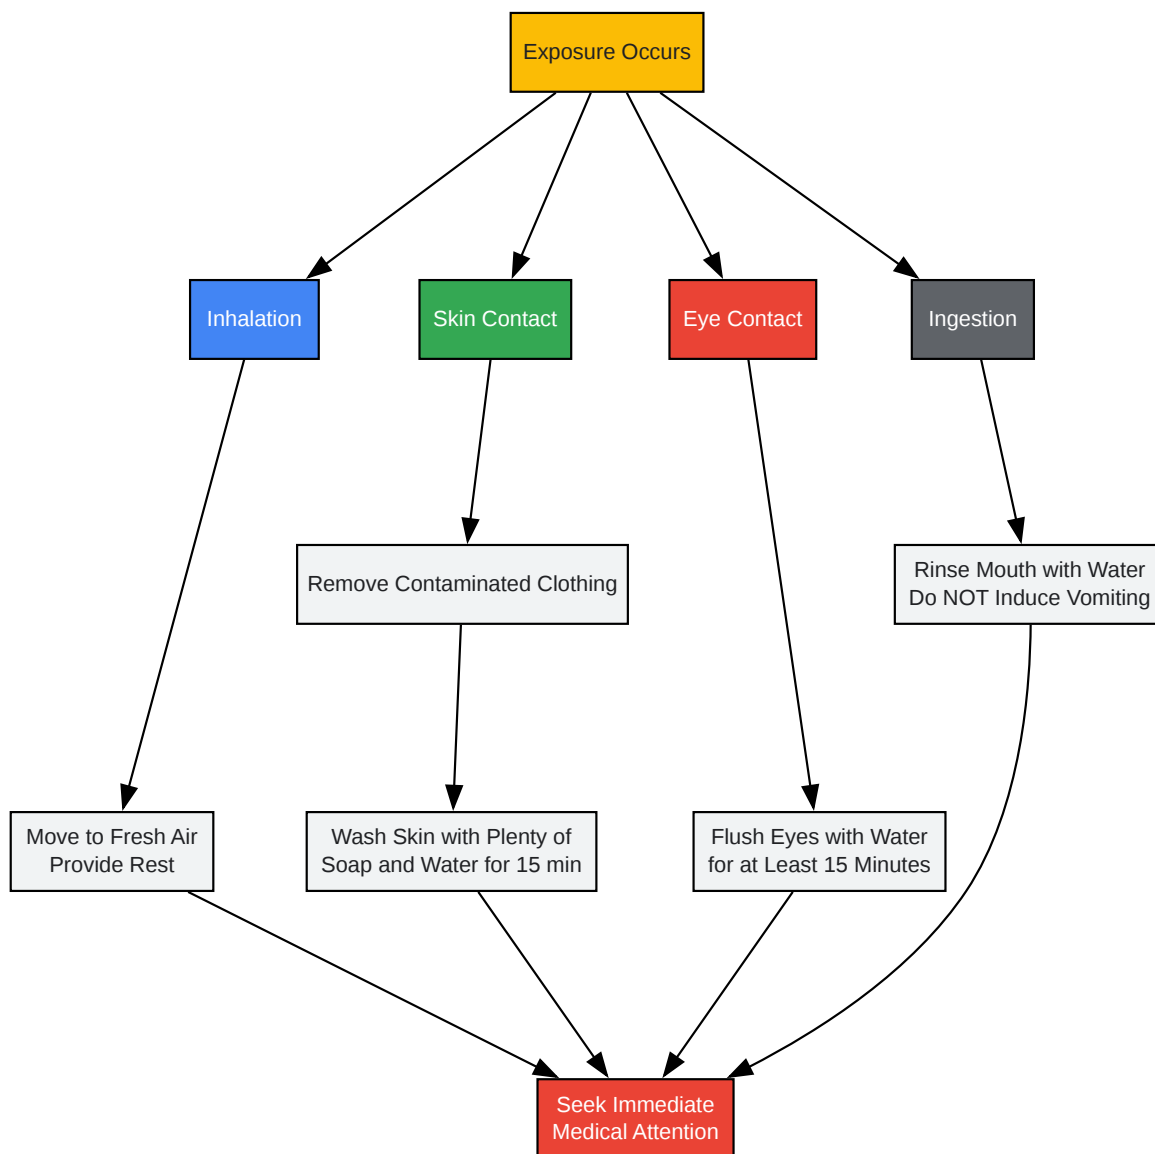 Exposure Occurs
Inhalation
Skin Contact
Eye Contact
Ingestion
Remove Contaminated Clothing
Rinse Mouth with Water
Do NOT Induce Vomiting
Move to Fresh Air
Provide Rest
Wash Skin with Plenty of
Soap and Water for 15 min
Flush Eyes with Water
for at Least 15 Minutes
Seek Immediate
Medical Attention